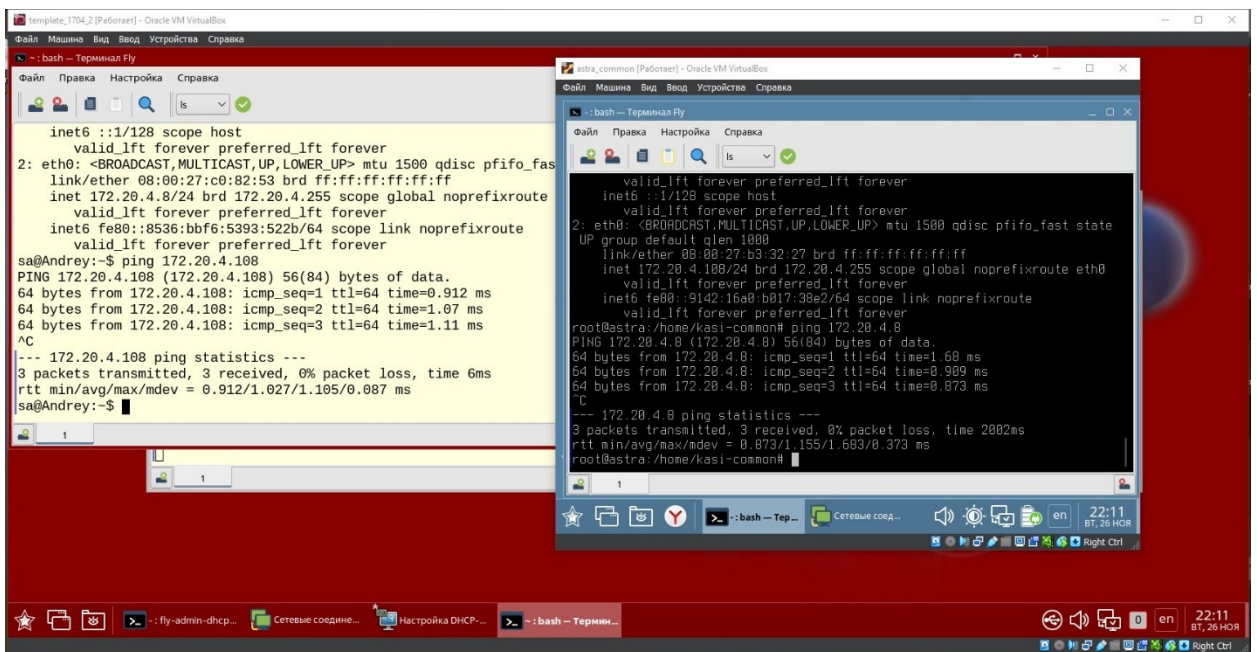 template_1704_2 [Работает] - Oracle VM VirtualBox
Файл Машина Вид Ввод Устройства Справка
~ : bash — Терминал Fly
Файл Правка Настройка Справка
ls
inet6 ::1/128 scope host
valid_lft forever preferred_lft forever
2: eth0: <BROADCAST,MULTICAST,UP,LOWER_UP> mtu 1500 qdisc pfifo_fas
link/ether 08:00:27:c0:82:53 brd ff:ff:ff:ff:ff:ff
inet 172.20.4.8/24 brd 172.20.4.255 scope global noprefixroute
valid_lft forever preferred_lft forever
inet6 fe80::8536:bbf6:5393:522b/64 scope link noprefixroute
valid_lft forever preferred_lft forever
sa@Andrey:~$ ping 172.20.4.108
PING 172.20.4.108 (172.20.4.108) 56(84) bytes of data.
64 bytes from 172.20.4.108: icmp_seq=1 ttl=64 time=0.912 ms
64 bytes from 172.20.4.108: icmp_seq=2 ttl=64 time=1.07 ms
64 bytes from 172.20.4.108: icmp_seq=3 ttl=64 time=1.11 ms
^C
--- 172.20.4.108 ping statistics ---
3 packets transmitted, 3 received, 0% packet loss, time 6ms
rtt min/avg/max/mdev = 0.912/1.027/1.105/0.087 ms
sa@Andrey:~$
1
1
astra_common [Работает] - Oracle VM VirtualBox
Файл Машина Вид Ввод Устройства Справка
- : bash — Терминал Fly
Файл Правка Настройка Справка
ls
valid_lft forever preferred_lft forever
inet6 ::1/128 scope host
valid_lft forever preferred_lft forever
2: eth0: <BROADCAST,MULTICAST,UP,LOWER_UP> mtu 1500 qdisc pfifo_fast state
UP group default qlen 1000
link/ether 08:00:27:b3:32:27 brd ff:ff:ff:ff:ff:ff
inet 172.20.4.108/24 brd 172.20.4.255 scope global noprefixroute eth0
valid_lft forever preferred_lft forever
inet6 fe80::9142:16a0:b017:38e2/64 scope link noprefixroute
valid_lft forever preferred_lft forever
root@astra:/home/kasi-common# ping 172.20.4.8
PING 172.20.4.8 (172.20.4.8) 56(84) bytes of data.
64 bytes from 172.20.4.8: icmp_seq=1 ttl=64 time=1.68 ms
64 bytes from 172.20.4.8: icmp_seq=2 ttl=64 time=0.909 ms
64 bytes from 172.20.4.8: icmp_seq=3 ttl=64 time=0.873 ms
^C
--- 172.20.4.8 ping statistics ---
3 packets transmitted, 3 received, 0% packet loss, time 2002ms
rtt min/avg/max/mdev = 0.873/1.155/1.683/0.373 ms
root@astra:/home/kasi-common#
1
- : bash — Тер...
Сетевые соед...
en
22:11
ВТ, 26 НОЯ
Right Ctrl
- : fly-admin-dhcp...
Сетевые соедине...
Настройка DHCP-...
~ : bash — Термин...
0
en
22:11
ВТ, 26 НОЯ
Right Ctrl